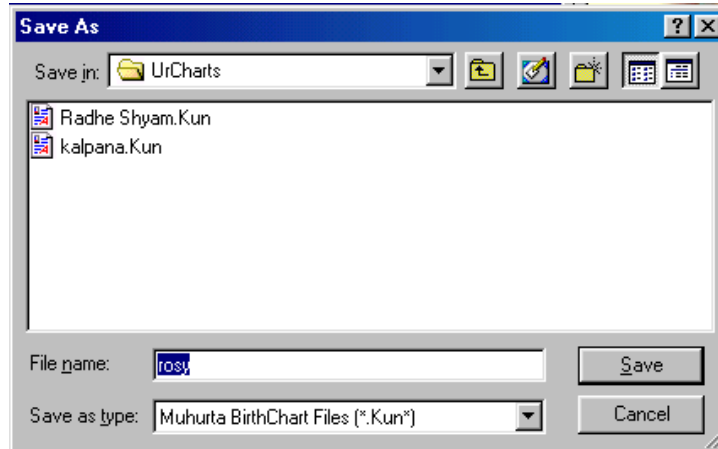 Save As
Save in: UrCharts
Radhe Shyam.Kun
kalpana.Kun
File name: rosy Save
Save as type: Muhurta BirthChart Files (*.Kun*) Cancel